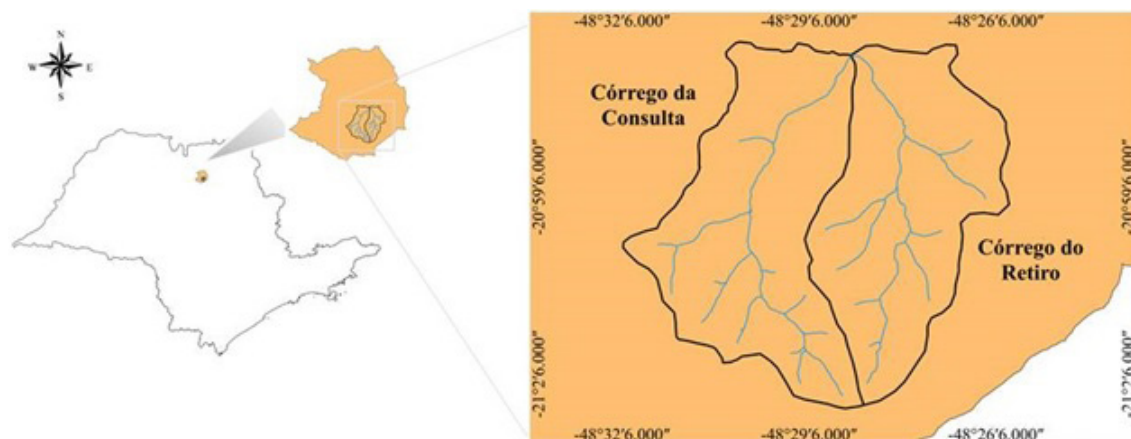 N
W E
S
-48°32'6.000" -48°29'6.000" -48°26'6.000"
Córrego da
Consulta
-20°59'6.000"
-20°59'6.000"
Córrego do
Retiro
-21°2'6.000"
-21°2'6.000"
-48°32'6.000" -48°29'6.000" -48°26'6.000"